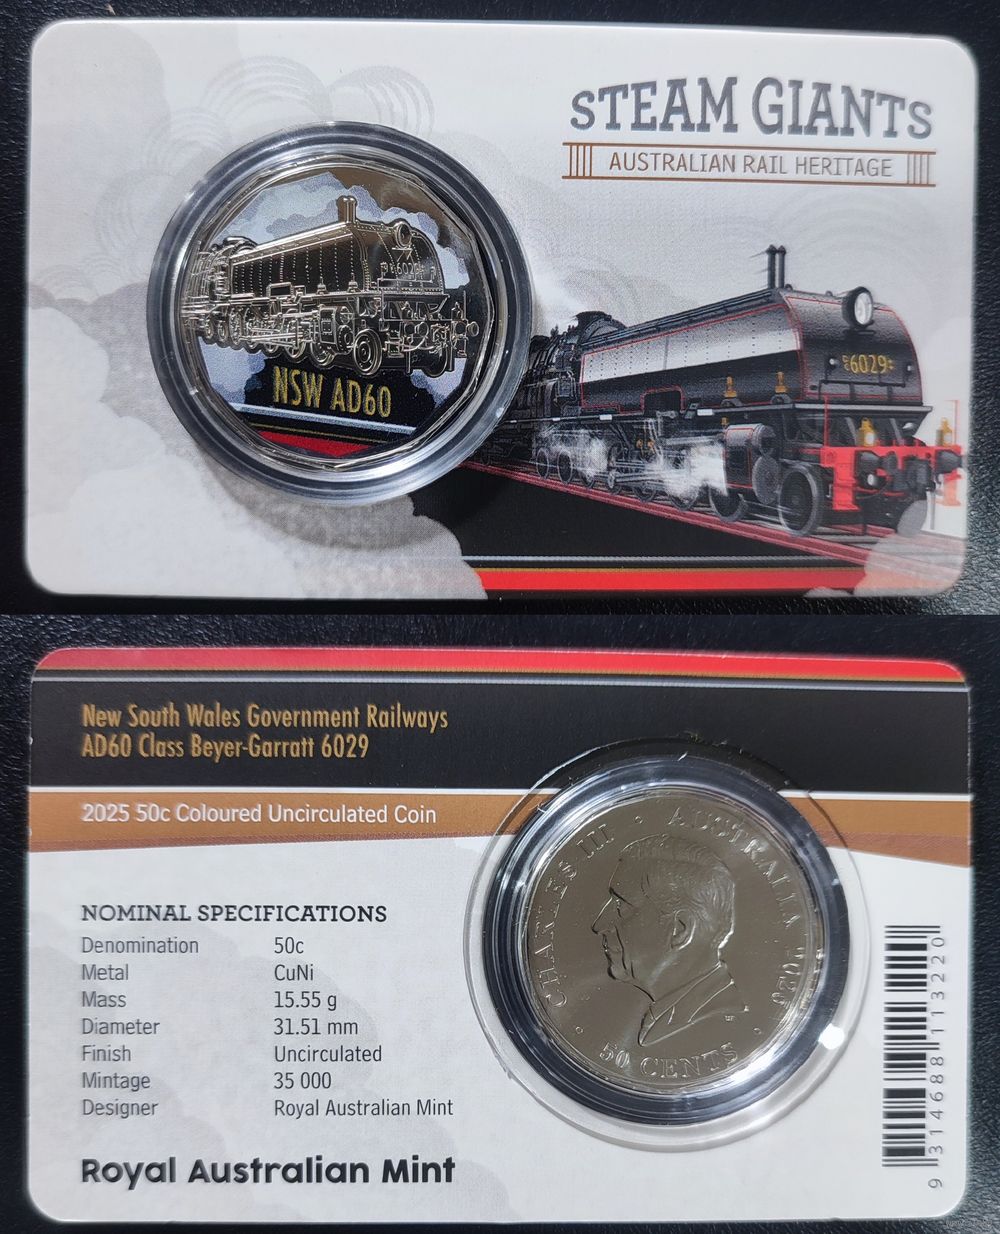 STEAM GIANTS
AUSTRALIAN RAIL HERITAGE
6029
NSW AD60
6029
New South Wales Government Railways
AD60 Class Beyer-Garratt 6029
2025 50c Coloured Uncirculated Coin
NOMINAL SPECIFICATIONS
Denomination 50c
Metal CuNi
Mass 15.55 g
Diameter 31.51 mm
Finish Uncirculated
Mintage 35 000
Designer Royal Australian Mint
Royal Australian Mint
CHARLES III • AUSTRALIA 2025
50 CENTS
9 314688 113220